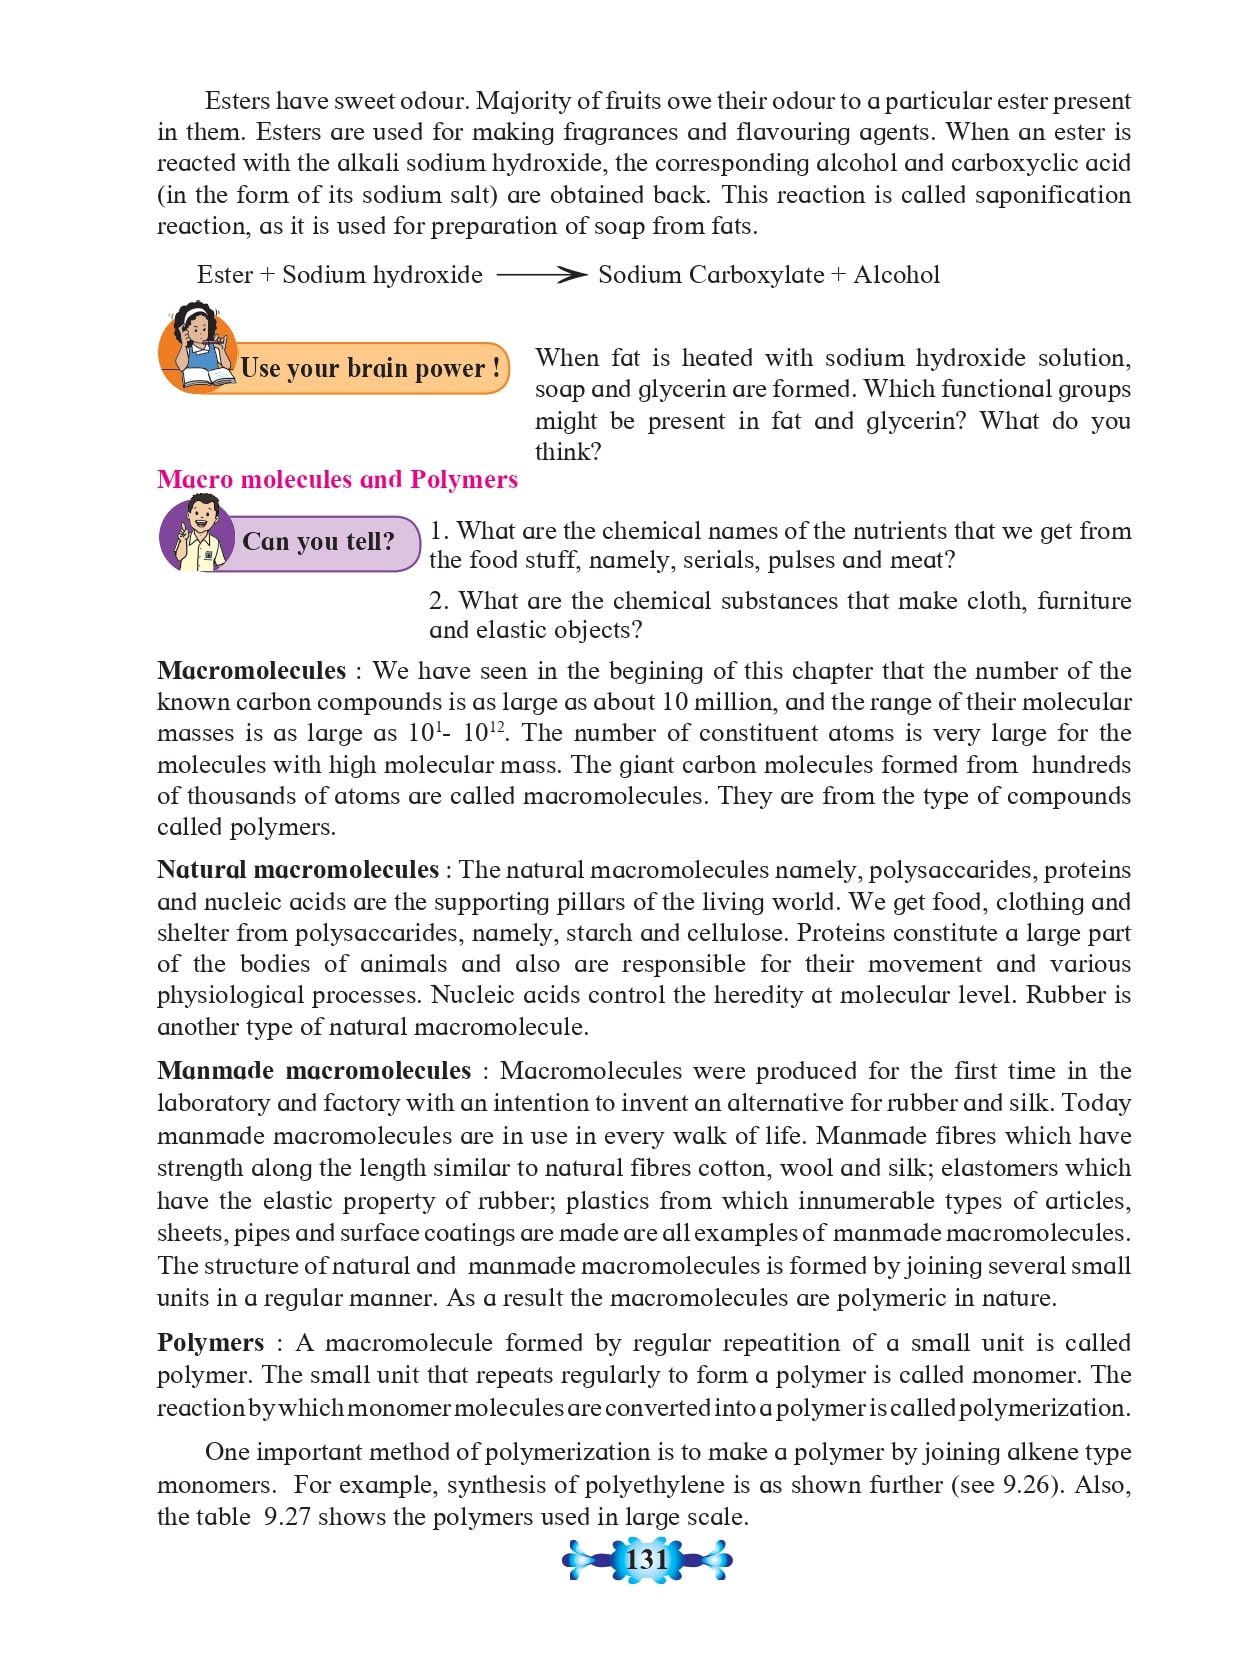 Esters have sweet odour. Majority of fruits owe their odour to a particular ester present
in them. Esters are used for making fragrances and flavouring agents. When an ester is
reacted with the alkali sodium hydroxide, the corresponding alcohol and carboxyclic acid
(in the form of its sodium salt) are obtained back. This reaction is called saponification
reaction, as it is used for preparation of soap from fats.
Ester + Sodium hydroxide ⟶ Sodium Carboxylate + Alcohol
Use your brain power !
When fat is heated with sodium hydroxide solution,
soap and glycerin are formed. Which functional groups
might be present in fat and glycerin? What do you
think?
Macro molecules and Polymers
Can you tell?
1. What are the chemical names of the nutrients that we get from
the food stuff, namely, serials, pulses and meat?
2. What are the chemical substances that make cloth, furniture
and elastic objects?
Macromolecules : We have seen in the begining of this chapter that the number of the
known carbon compounds is as large as about 10 million, and the range of their molecular
masses is as large as 10¹- 10¹². The number of constituent atoms is very large for the
molecules with high molecular mass. The giant carbon molecules formed from hundreds
of thousands of atoms are called macromolecules. They are from the type of compounds
called polymers.
Natural macromolecules : The natural macromolecules namely, polysaccarides, proteins
and nucleic acids are the supporting pillars of the living world. We get food, clothing and
shelter from polysaccarides, namely, starch and cellulose. Proteins constitute a large part
of the bodies of animals and also are responsible for their movement and various
physiological processes. Nucleic acids control the heredity at molecular level. Rubber is
another type of natural macromolecule.
Manmade macromolecules : Macromolecules were produced for the first time in the
laboratory and factory with an intention to invent an alternative for rubber and silk. Today
manmade macromolecules are in use in every walk of life. Manmade fibres which have
strength along the length similar to natural fibres cotton, wool and silk; elastomers which
have the elastic property of rubber; plastics from which innumerable types of articles,
sheets, pipes and surface coatings are made are all examples of manmade macromolecules.
The structure of natural and manmade macromolecules is formed by joining several small
units in a regular manner. As a result the macromolecules are polymeric in nature.
Polymers : A macromolecule formed by regular repeatition of a small unit is called
polymer. The small unit that repeats regularly to form a polymer is called monomer. The
reaction by which monomer molecules are converted into a polymer is called polymerization.
One important method of polymerization is to make a polymer by joining alkene type
monomers. For example, synthesis of polyethylene is as shown further (see 9.26). Also,
the table 9.27 shows the polymers used in large scale.
131